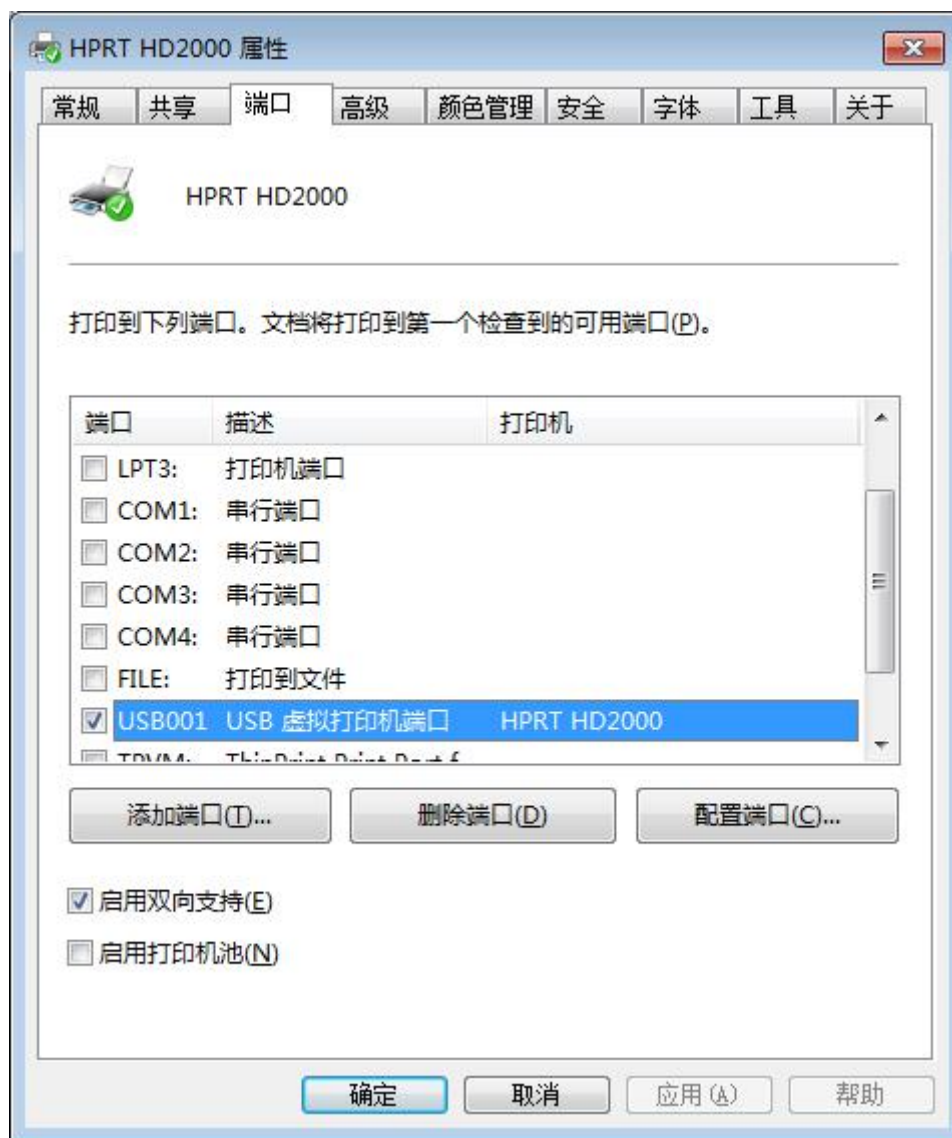 HPRT HD2000 属性
常规 共享 端口 高级 颜色管理 安全 字体 工具 关于
HPRT HD2000
打印到下列端口。文档将打印到第一个检查到的可用端口(P)。
端口 描述 打印机
LPT3: 打印机端口
COM1: 串行端口
COM2: 串行端口
COM3: 串行端口
COM4: 串行端口
FILE: 打印到文件
USB001 USB 虚拟打印机端口 HPRT HD2000
TPVM: ThinPrint Print Port f
添加端口(T)... 删除端口(D) 配置端口(C)...
启用双向支持(E)
启用打印机池(N)
确定 取消 应用(A) 帮助